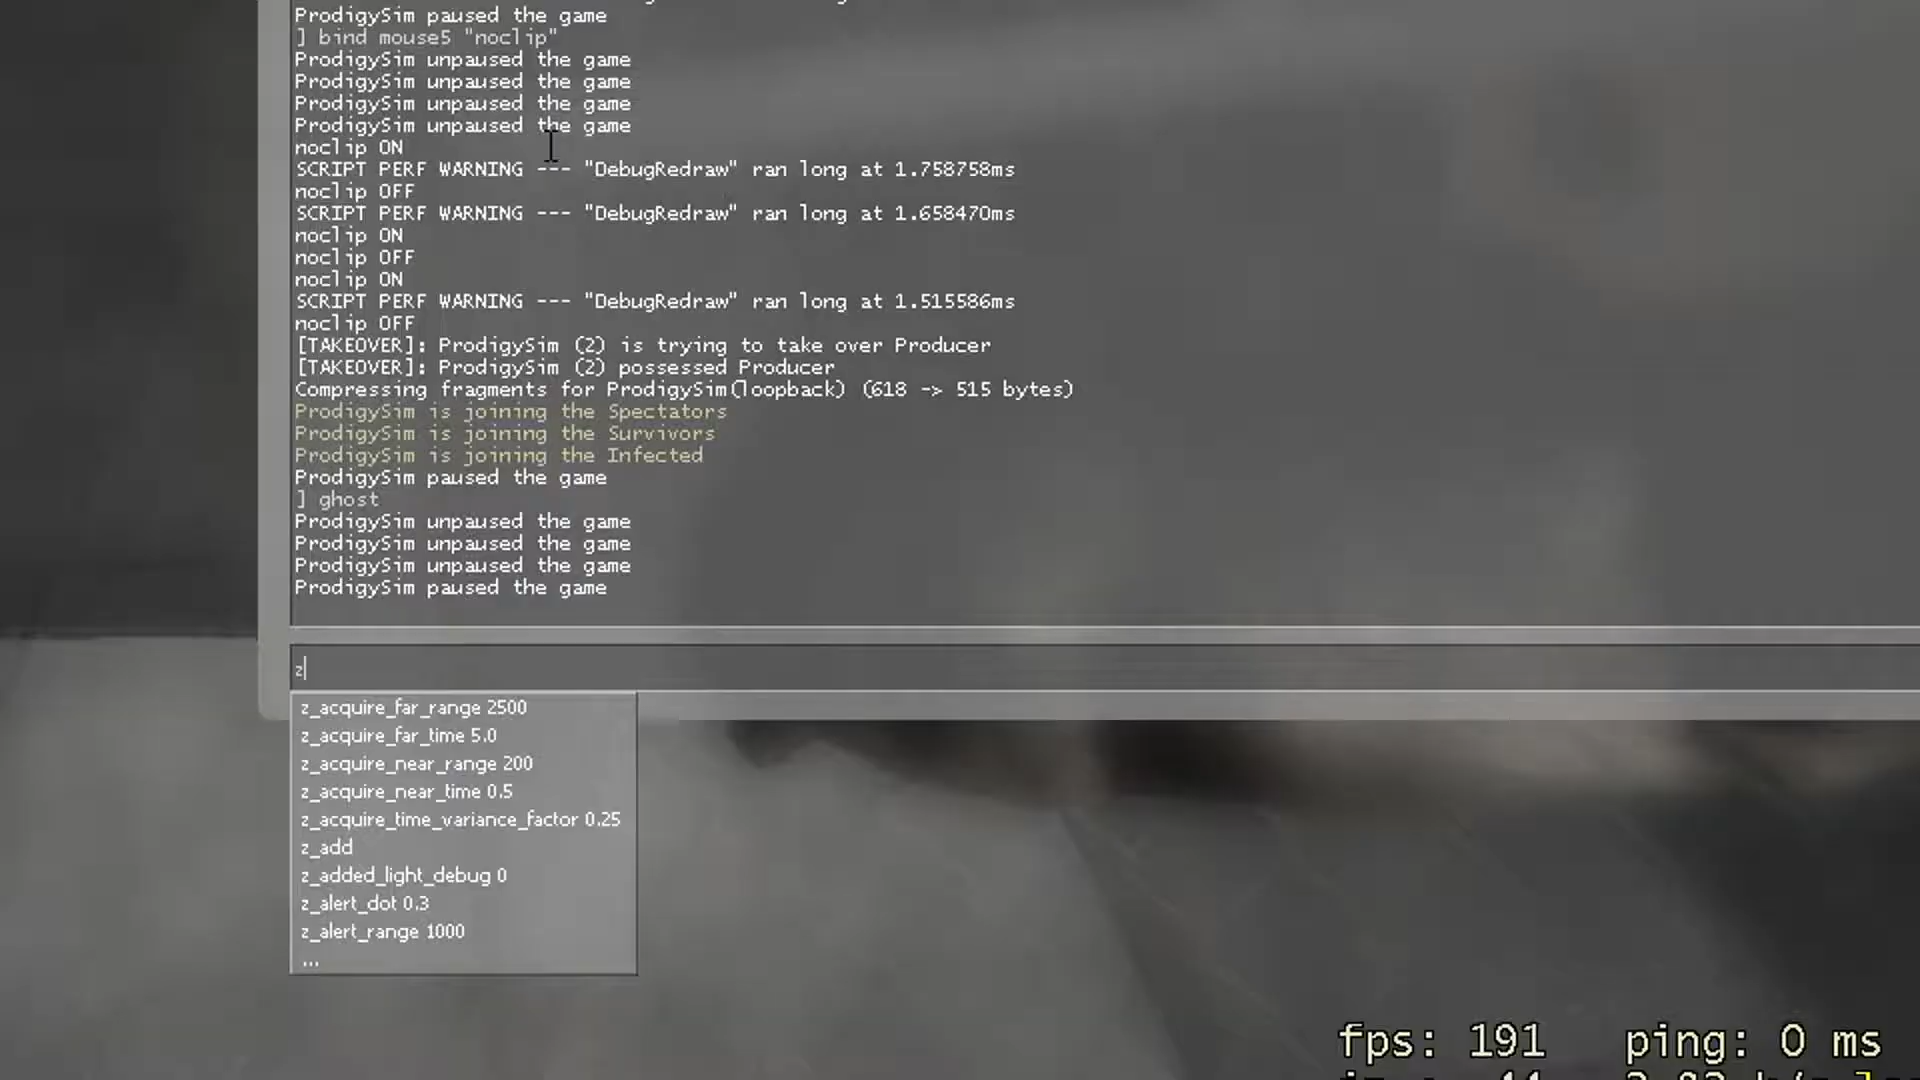 ProdigySim paused the game
] bind mouse5 "noclip"
ProdigySim unpaused the game
ProdigySim unpaused the game
ProdigySim unpaused the game
ProdigySim unpaused the game
noclip ON
SCRIPT PERF WARNING --- "DebugRedraw" ran long at 1.758758ms
noclip OFF
SCRIPT PERF WARNING --- "DebugRedraw" ran long at 1.658470ms
noclip ON
noclip OFF
noclip ON
SCRIPT PERF WARNING --- "DebugRedraw" ran long at 1.515586ms
noclip OFF
[TAKEOVER]: ProdigySim (2) is trying to take over Producer
[TAKEOVER]: ProdigySim (2) possessed Producer
Compressing fragments for ProdigySim(loopback) (618 -> 515 bytes)
ProdigySim is joining the Spectators
ProdigySim is joining the Survivors
ProdigySim is joining the Infected
ProdigySim paused the game
] ghost
ProdigySim unpaused the game
ProdigySim unpaused the game
ProdigySim unpaused the game
ProdigySim paused the game
z
z_acquire_far_range 2500
z_acquire_far_time 5.0
z_acquire_near_range 200
z_acquire_near_time 0.5
z_acquire_time_variance_factor 0.25
z_add
z_added_light_debug 0
z_alert_dot 0.3
z_alert_range 1000
...
fps: 191 ping: 0 ms